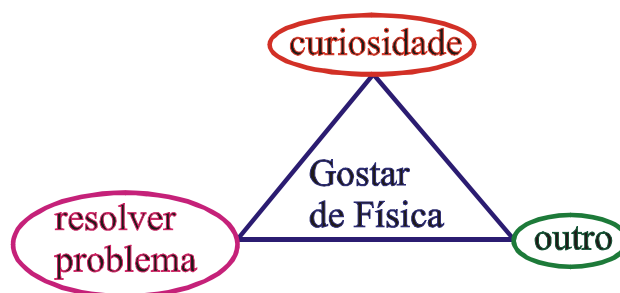 curiosidade
Gostar
de Física
resolver
problema
outro